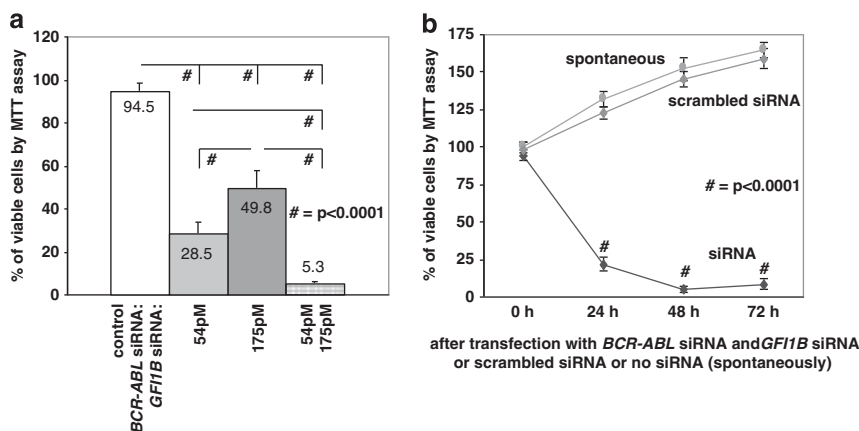 a
% of viable cells by MTT assay
120
100
80
60
40
20
0
# # #
#
# #
94.5
28.5
49.8
5.3
# = p<0.0001
control
BCR-ABL siRNA:
GFI1B siRNA:
54pM
175pM
54pM
175pM
b
% of viable cells by MTT assay
175
150
125
100
75
50
25
0
spontaneous
scrambled siRNA
# = p<0.0001
siRNA
# # #
0 h 24 h 48 h 72 h
after transfection with BCR-ABL siRNA andGFI1B siRNA
or scrambled siRNA or no siRNA (spontaneously)